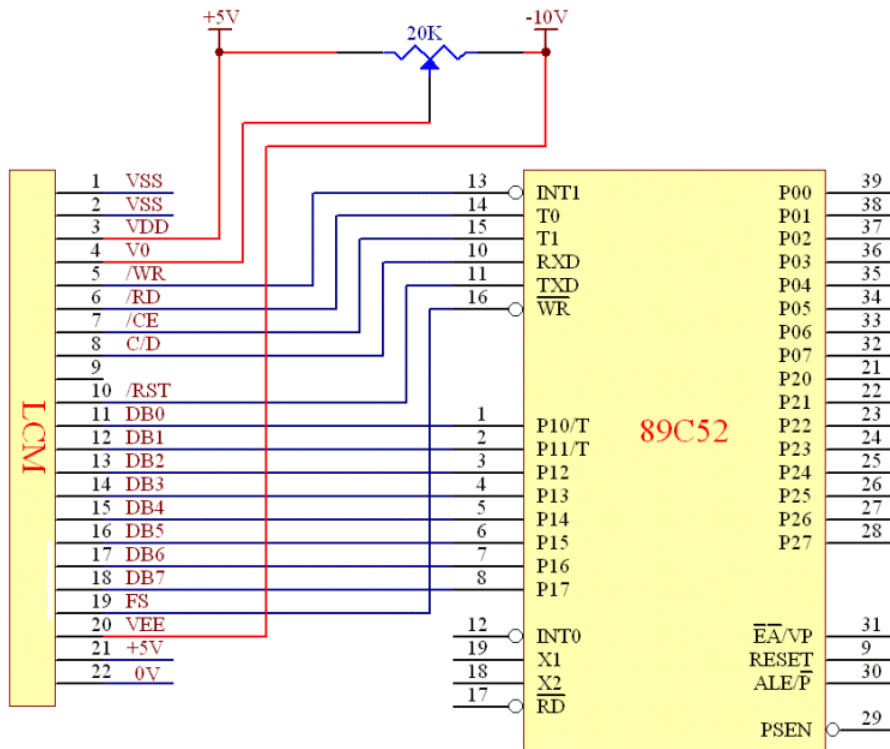 +5V
20K
-10V
LCM
1 VSS
2 VSS
3 VDD
4 V0
5 /WR
6 /RD
7 /CE
8 C/D
9
10 /RST
11 DB0
12 DB1
13 DB2
14 DB3
15 DB4
16 DB5
17 DB6
18 DB7
19 FS
20 VEE
21 +5V
22 0V
89C52
13 INT1
14 T0
15 T1
10 RXD
11 TXD
16 WR
1 P10/T
2 P11/T
3 P12
4 P13
5 P14
6 P15
7 P16
8 P17
12 INT0
19 X1
18 X2
17 RD
P00 39
P01 38
P02 37
P03 36
P04 35
P05 34
P06 33
P07 32
P20 21
P21 22
P22 23
P23 24
P24 25
P25 26
P26 27
P27 28
EA/VP 31
RESET 9
ALE/P 30
PSEN 29